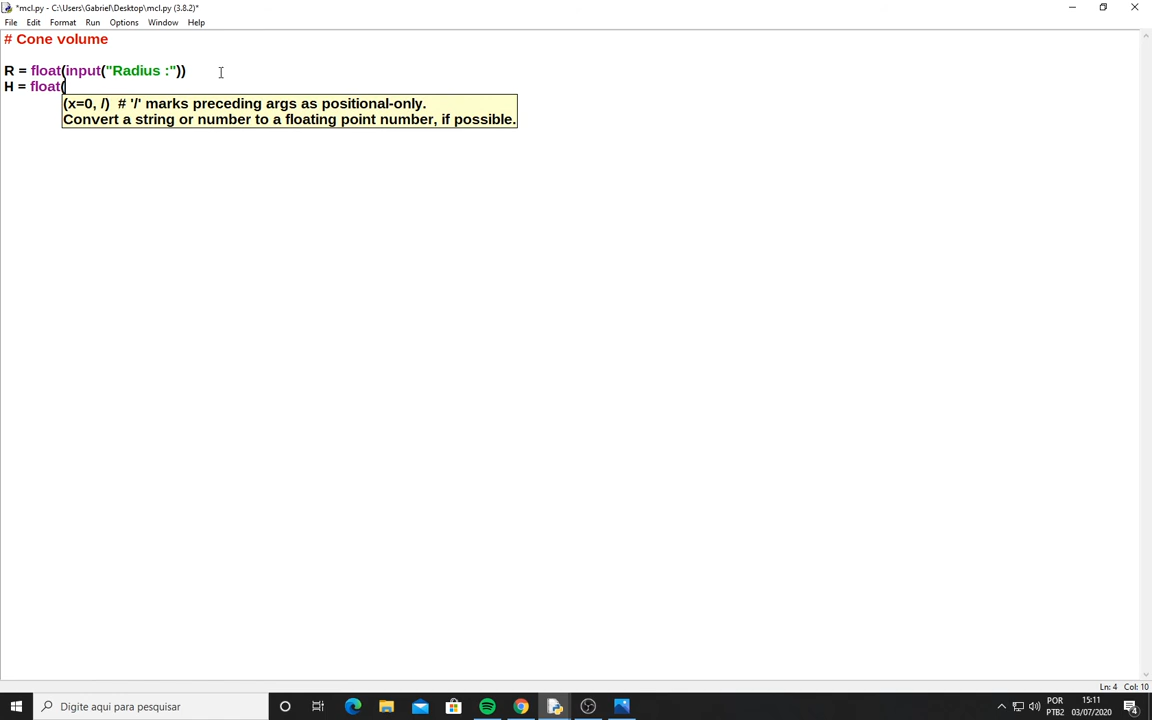 *mcl.py - C:\Users\Gabriel\Desktop\mcl.py (3.8.2)*
File Edit Format Run Options Window Help
# Cone volume
R = float(input("Radius :"))
H = float(
(x=0, /) # '/' marks preceding args as positional-only.
Convert a string or number to a floating point number, if possible.
Ln: 4 Col: 10
Digite aqui para pesquisar
POR
PTB2
15:11
03/07/2020
4